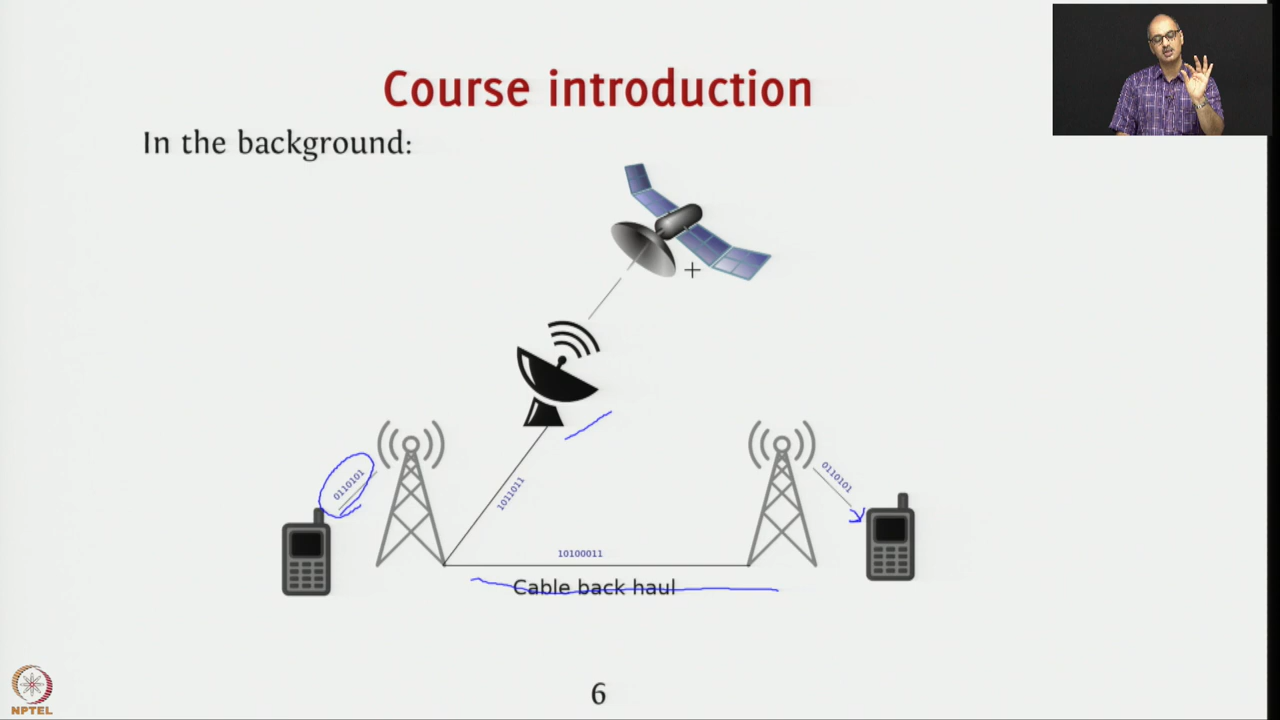 Course introduction
In the background:
0110101
1011011
0110101
10100011
Cable back haul
6
NPTEL